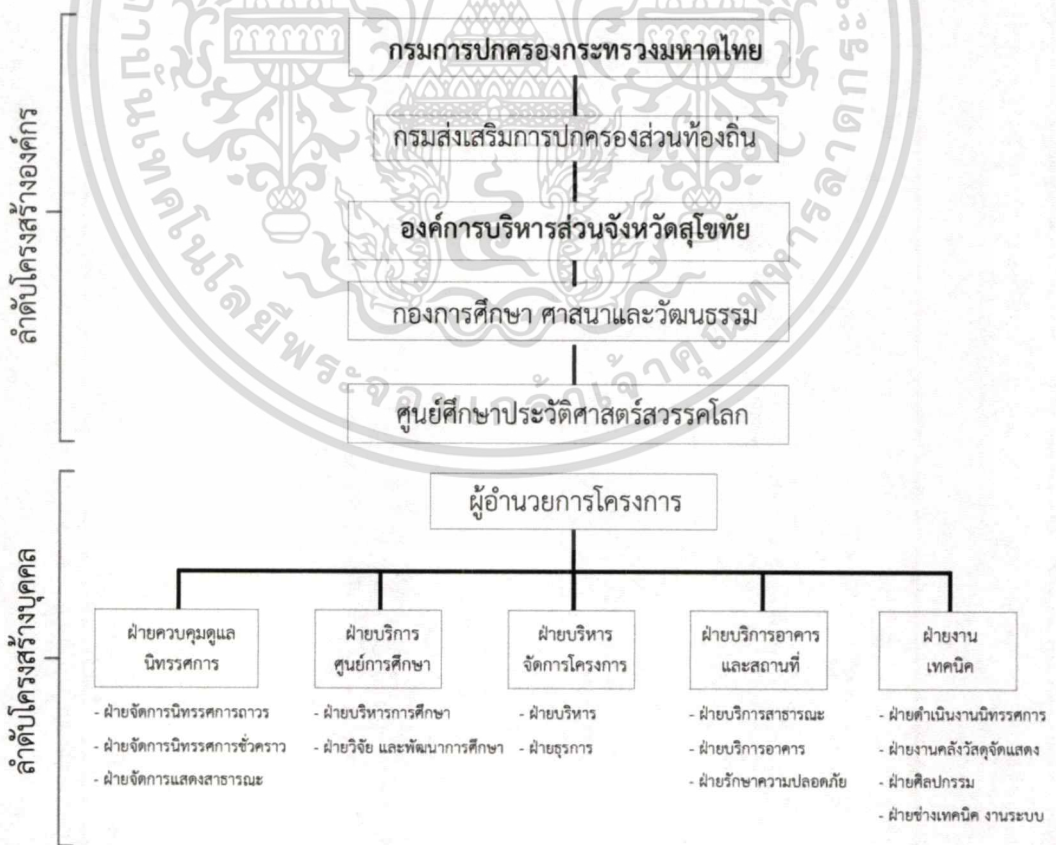 ลำดับโครงสร้างองค์กร
กรมการปกครองกระทรวงมหาดไทย
กรมส่งเสริมการปกครองส่วนท้องถิ่น
องค์การบริหารส่วนจังหวัดสุโขทัย
กองการศึกษา ศาสนาและวัฒนธรรม
ศูนย์ศึกษาประวัติศาสตร์สวรรคโลก
ลำดับโครงสร้างบุคคล
ผู้อำนวยการโครงการ
ฝ่ายควบคุมดูแล
นิทรรศการ
- ฝ่ายจัดการนิทรรศการถาวร
- ฝ่ายจัดการนิทรรศการชั่วคราว
- ฝ่ายจัดการแสดงสาธารณะ
ฝ่ายบริการ
ศูนย์การศึกษา
- ฝ่ายบริหารการศึกษา
- ฝ่ายวิจัย และพัฒนาการศึกษา
ฝ่ายบริหาร
จัดการโครงการ
- ฝ่ายบริหาร
- ฝ่ายธุรการ
ฝ่ายบริการอาคาร
และสถานที่
- ฝ่ายบริการสาธารณะ
- ฝ่ายบริการอาคาร
- ฝ่ายรักษาความปลอดภัย
ฝ่ายงาน
เทคนิค
- ฝ่ายดำเนินงานนิทรรศการ
- ฝ่ายงานคลังวัสดุจัดแสดง
- ฝ่ายศิลปกรรม
- ฝ่ายช่างเทคนิค งานระบบ